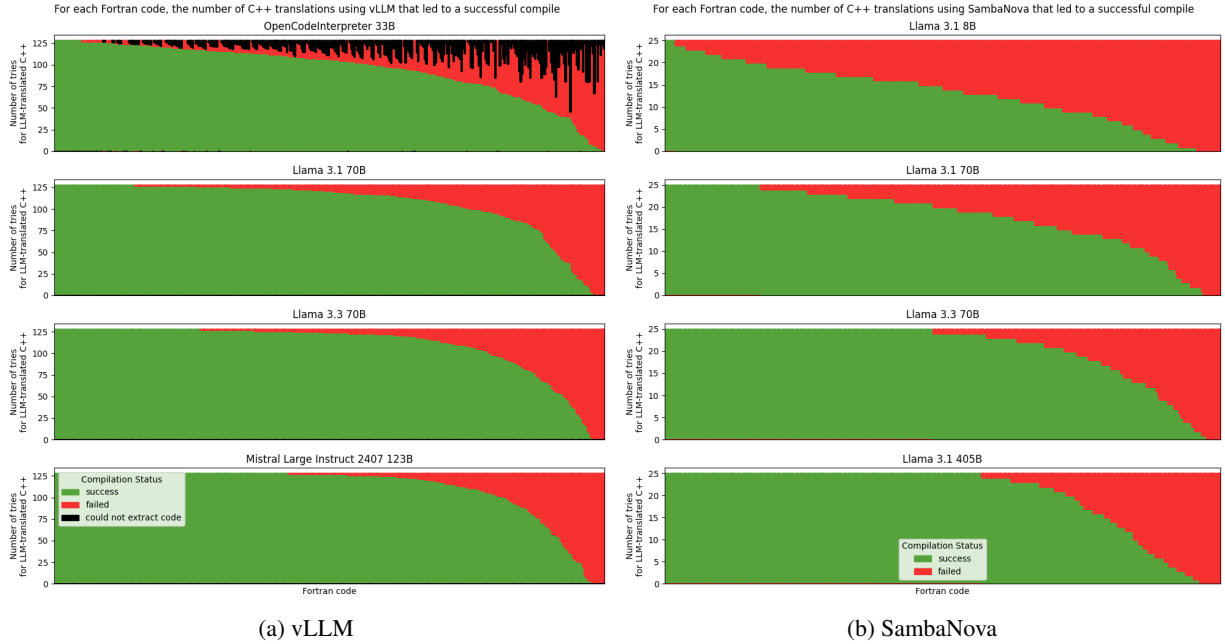 For each Fortran code, the number of C++ translations using vLLM that led to a successful compile
OpenCodeInterpreter 33B
Number of tries
for LLM-translated C++
125
100
75
50
25
0
Llama 3.1 70B
Number of tries
for LLM-translated C++
125
100
75
50
25
0
Llama 3.3 70B
Number of tries
for LLM-translated C++
125
100
75
50
25
0
Mistral Large Instruct 2407 123B
Number of tries
for LLM-translated C++
125
100
75
50
25
0
Compilation Status
success
failed
could not extract code
Fortran code
(a) vLLM
For each Fortran code, the number of C++ translations using SambaNova that led to a successful compile
Llama 3.1 8B
Number of tries
for LLM-translated C++
25
20
15
10
5
0
Llama 3.1 70B
Number of tries
for LLM-translated C++
25
20
15
10
5
0
Llama 3.3 70B
Number of tries
for LLM-translated C++
25
20
15
10
5
0
Llama 3.1 405B
Number of tries
for LLM-translated C++
25
20
15
10
5
0
Compilation Status
success
failed
Fortran code
(b) SambaNova